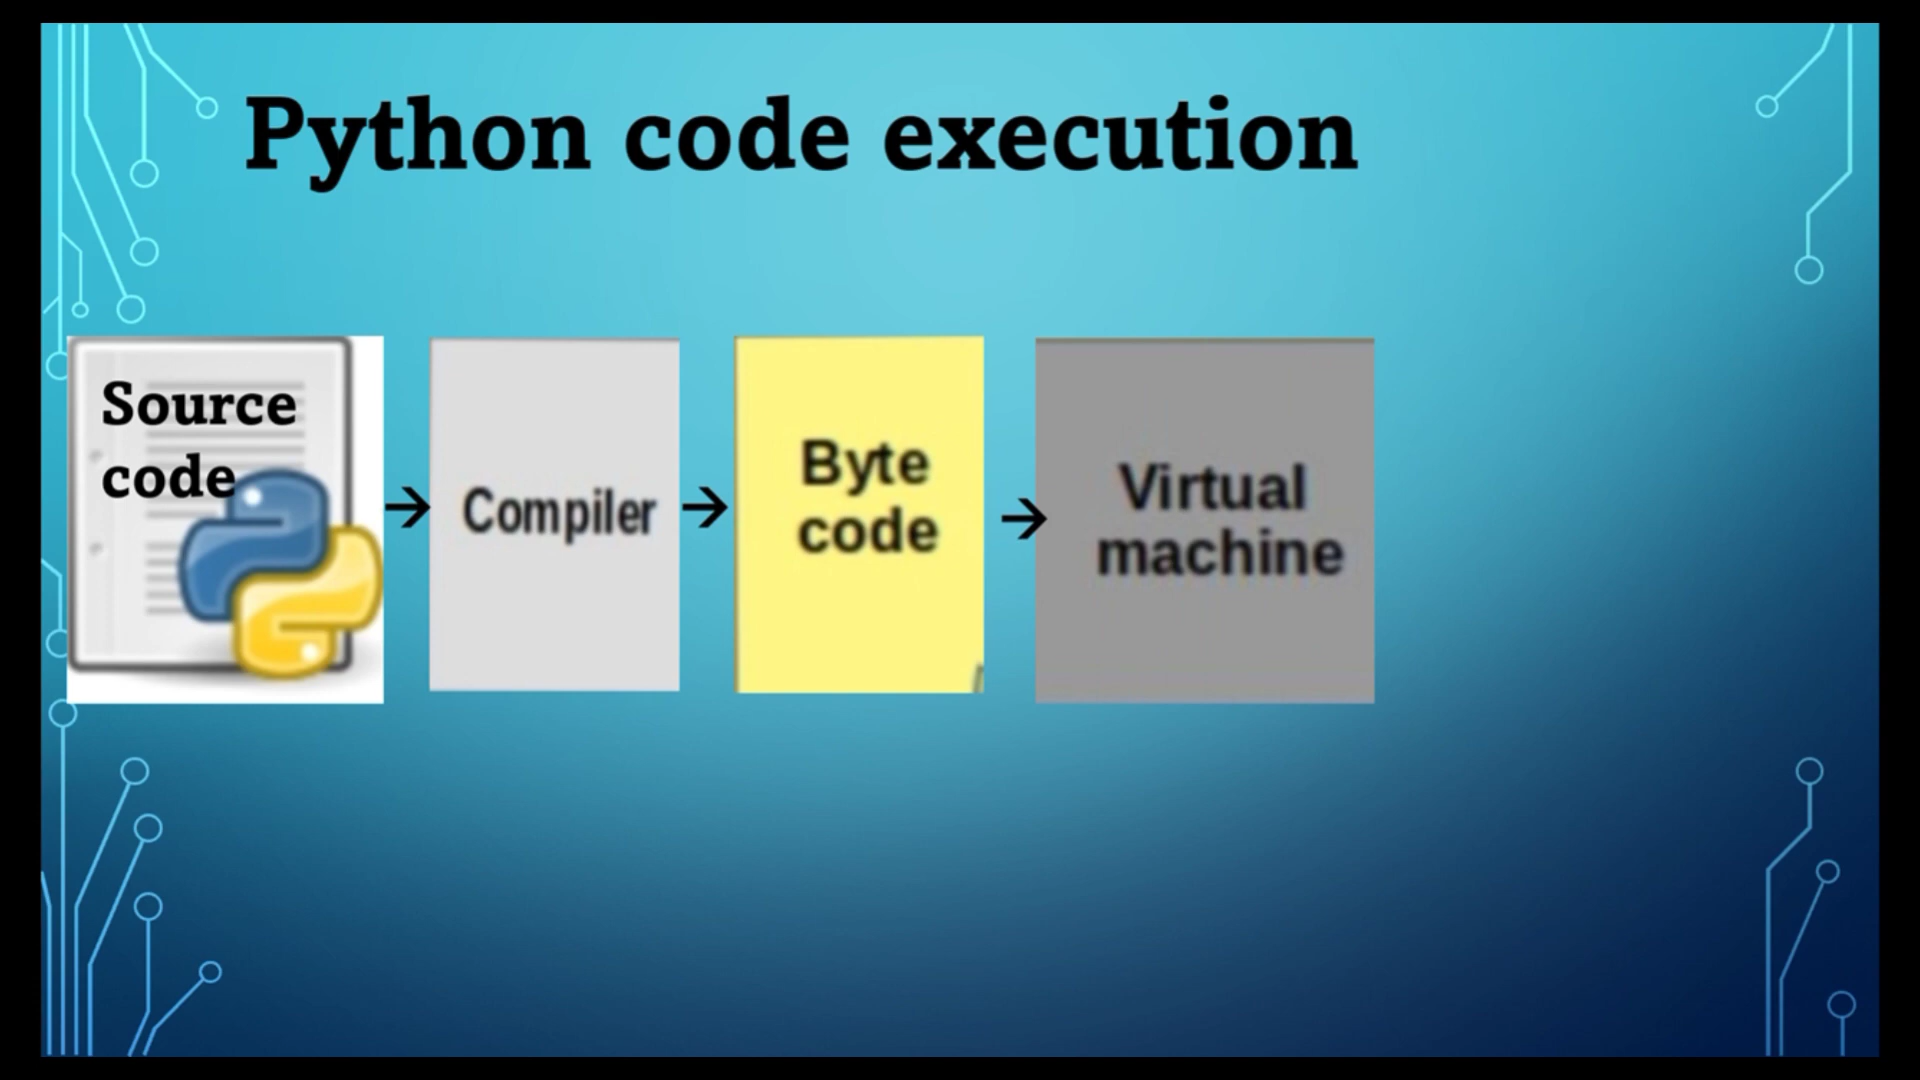 Python code execution
Source
code
Compiler
Byte
code
Virtual
machine